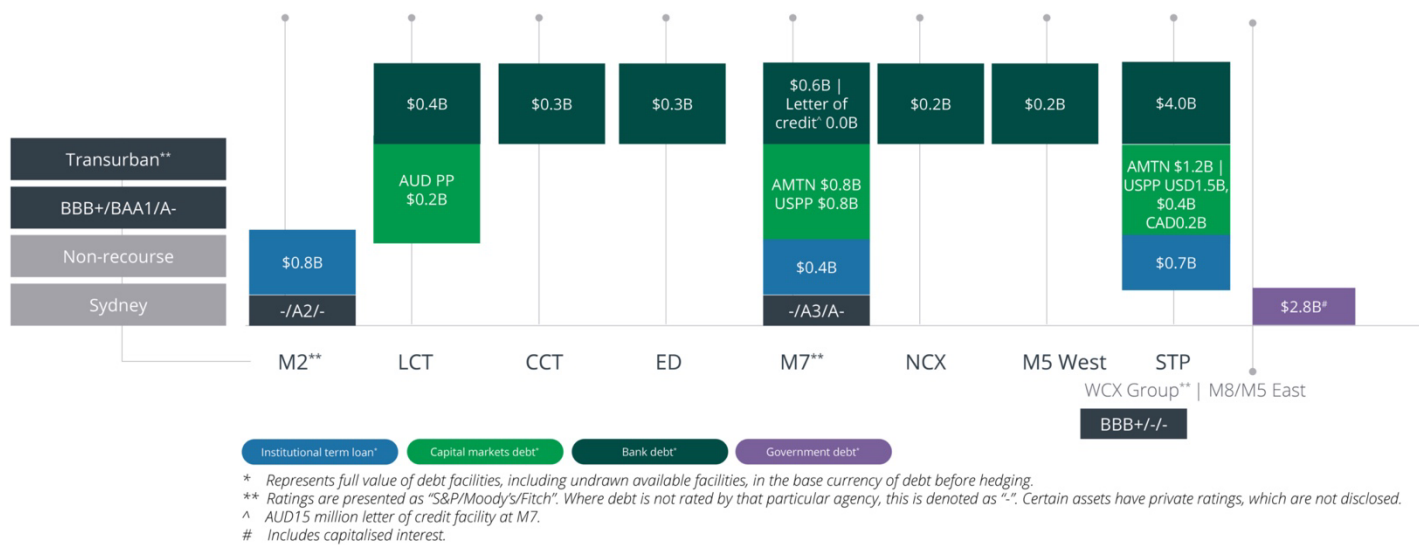 $0.4B
$0.3B
$0.3B
$0.6B |
Letter of
credit^ 0.0B
$0.2B
$0.2B
$4.0B
Transurban**
BBB+/BAA1/A-
Non-recourse
Sydney
AUD PP
$0.2B
AMTN $0.8B
USPP $0.8B
AMTN $1.2B |
USPP USD1.5B,
$0.4B
CAD0.2B
$0.8B
$0.4B
$0.7B
-/A2/-
-/A3/A-
$2.8B#
M2**
LCT
CCT
ED
M7**
NCX
M5 West
STP
WCX Group** | M8/M5 East
BBB+/-/-
Institutional term loan*
Capital markets debt*
Bank debt*
Government debt*
* Represents full value of debt facilities, including undrawn available facilities, in the base currency of debt before hedging.
** Ratings are presented as “S&P/Moody’s/Fitch”. Where debt is not rated by that particular agency, this is denoted as “-”. Certain assets have private ratings, which are not disclosed.
^ AUD15 million letter of credit facility at M7.
# Includes capitalised interest.